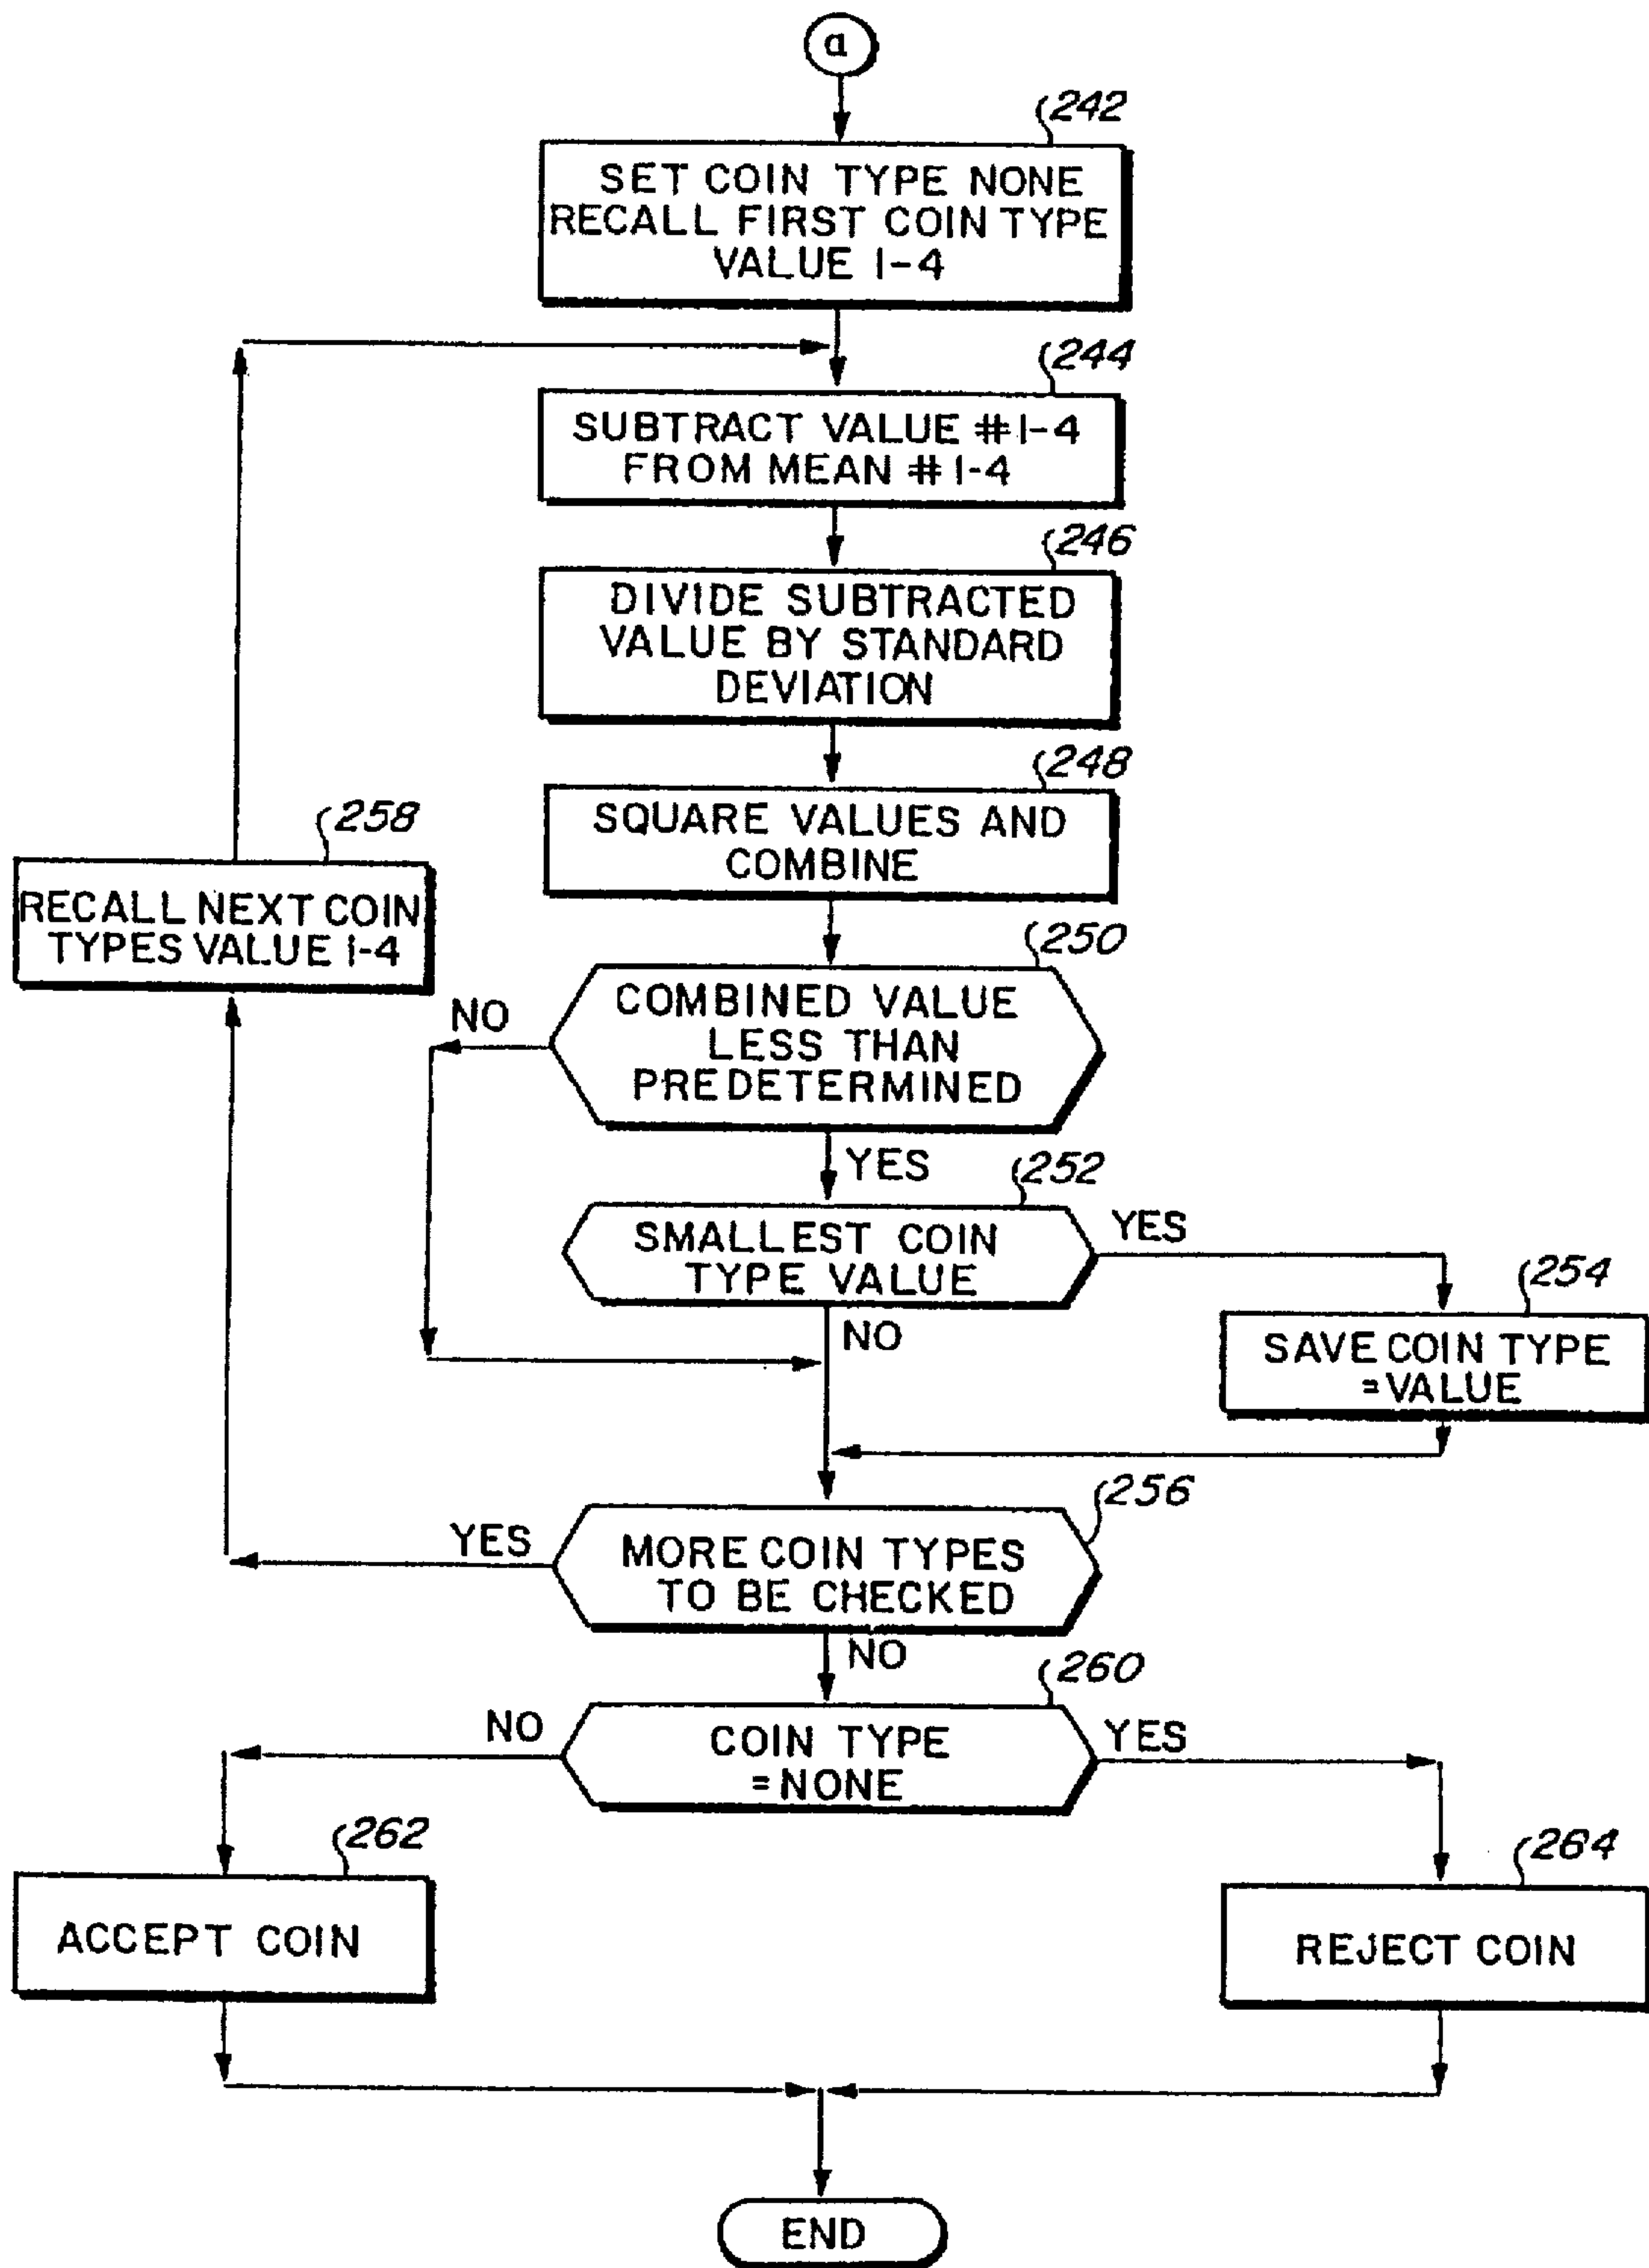 a
242
SET COIN TYPE NONE
RECALL FIRST COIN TYPE
VALUE 1-4
244
SUBTRACT VALUE #1-4
FROM MEAN #1-4
246
DIVIDE SUBTRACTED
VALUE BY STANDARD
DEVIATION
248
SQUARE VALUES AND
COMBINE
258
RECALL NEXT COIN
TYPES VALUE 1-4
250
COMBINED VALUE
LESS THAN
PREDETERMINED
NO
YES
252
SMALLEST COIN
TYPE VALUE
YES
NO
254
SAVE COIN TYPE
=VALUE
256
MORE COIN TYPES
TO BE CHECKED
YES
NO
260
COIN TYPE
=NONE
NO
YES
262
ACCEPT COIN
264
REJECT COIN
END